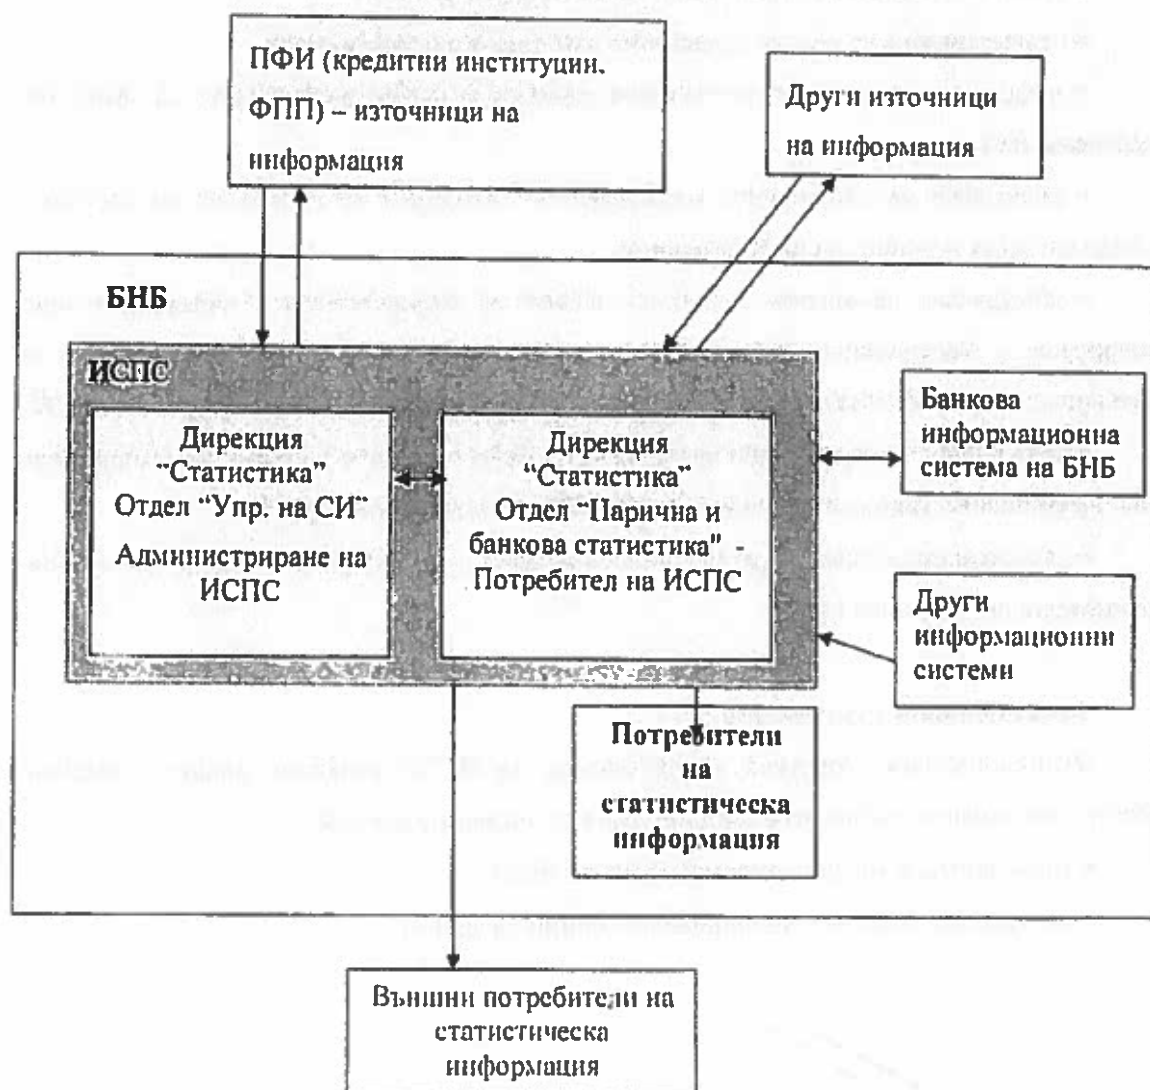 ПФИ (кредитни институции.
ФПП) – източници на
информация
Други източници
на информация
БНБ
ИСПС
Дирекция
"Статистика"
Отдел "Упр. на СИ"
Администриране на
ИСПС
Дирекция
"Статистика"
Отдел "Парична и
банкова статистика" -
Потребител на ИСПС
Банкова
информационна
система на БНБ
Други
информационни
системи
Потребители
на
статистическа
информация
Външни потребители на
статистическа
информация